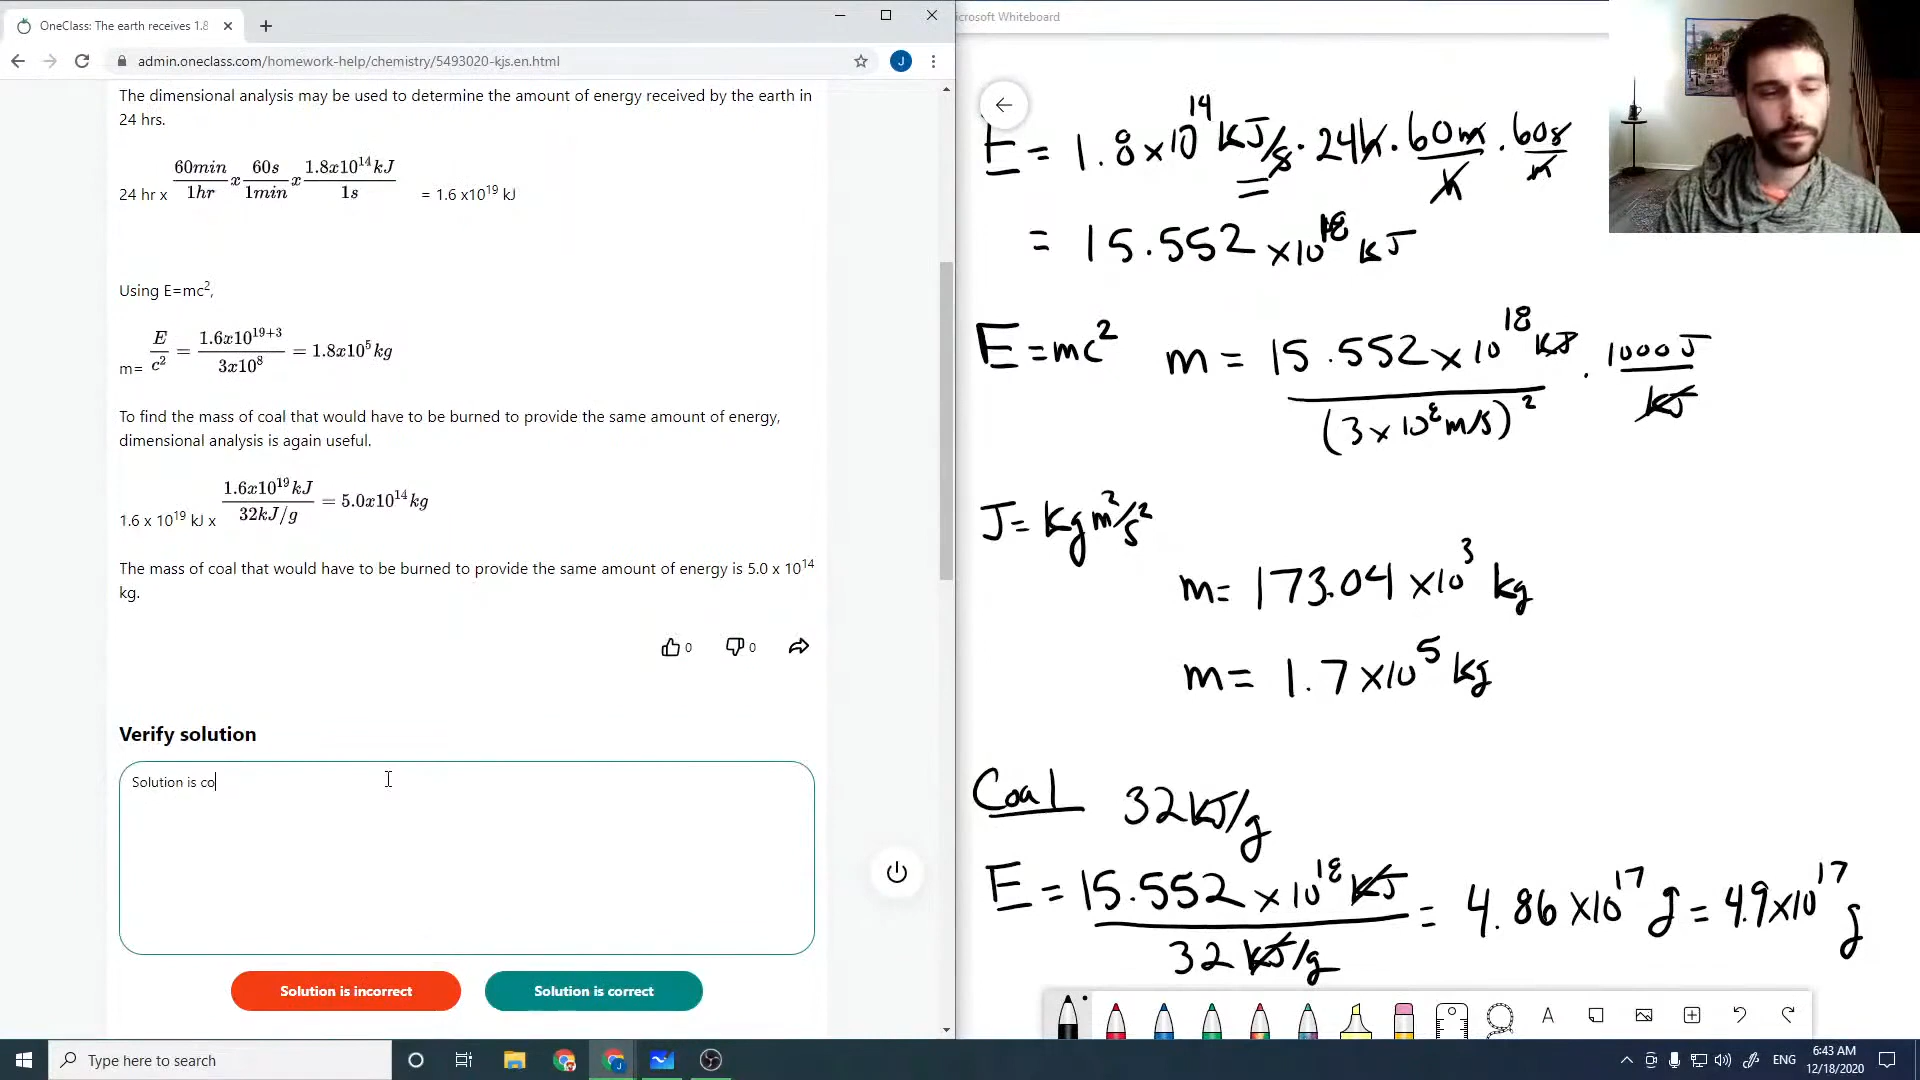 OneClass: The earth receives 1.8
icrosoft Whiteboard
admin.oneclass.com/homework-help/chemistry/5493020-kjs.en.html
J
The dimensional analysis may be used to determine the amount of energy received by the earth in
24 hrs.
24 hr x 60min/1hr x 60s/1min x 1.8x10^14 kJ/1s = 1.6 x10^19 kJ
Using E=mc²,
m= E/c² = 1.6x10^19+3/3x10^8 = 1.8x10^5 kg
To find the mass of coal that would have to be burned to provide the same amount of energy,
dimensional analysis is again useful.
1.6 x 10^19 kJ x 1.6x10^19 kJ/32kJ/g = 5.0x10^14 kg
The mass of coal that would have to be burned to provide the same amount of energy is 5.0 x 10^14
kg.
0
0
Verify solution
Solution is co
Solution is incorrect
Solution is correct
E = 1.8 x10^14 kJ/s · 24h · 60m/h · 60s/m
= 15.552 x10^18 kJ
E = mc² m = 15.552 x 10^18 kJ/(3 x 10^8 m/s)² · 1000 J/kJ
J = kg m²/s²
m = 173.04 x10^3 kg
m = 1.7 x10^5 kg
Coal 32 kJ/g
E = 15.552 x 10^18 kJ/32 kJ/g = 4.86 x10^17 g = 4.9x10^17 g
A
Type here to search
ENG
6:43 AM
12/18/2020